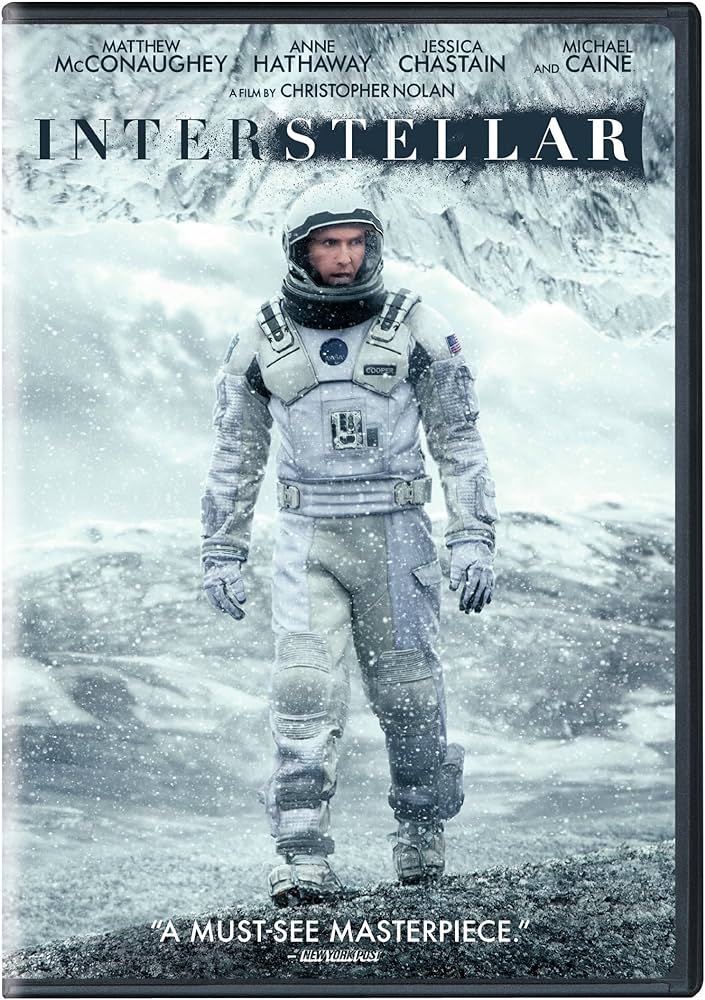 MATTHEW McCONAUGHEY
ANNE HATHAWAY
JESSICA CHASTAIN
AND MICHAEL CAINE
A FILM BY CHRISTOPHER NOLAN
INTERSTELLAR
NASA
COOPER
"A MUST-SEE MASTERPIECE."
– NEW YORK POST